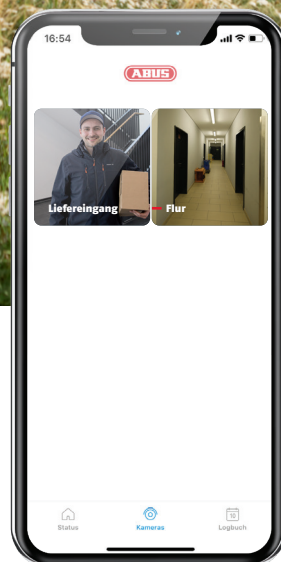 16:54
ABUS
Liefereingang
Flur
Status
Kameras
10
Logbuch